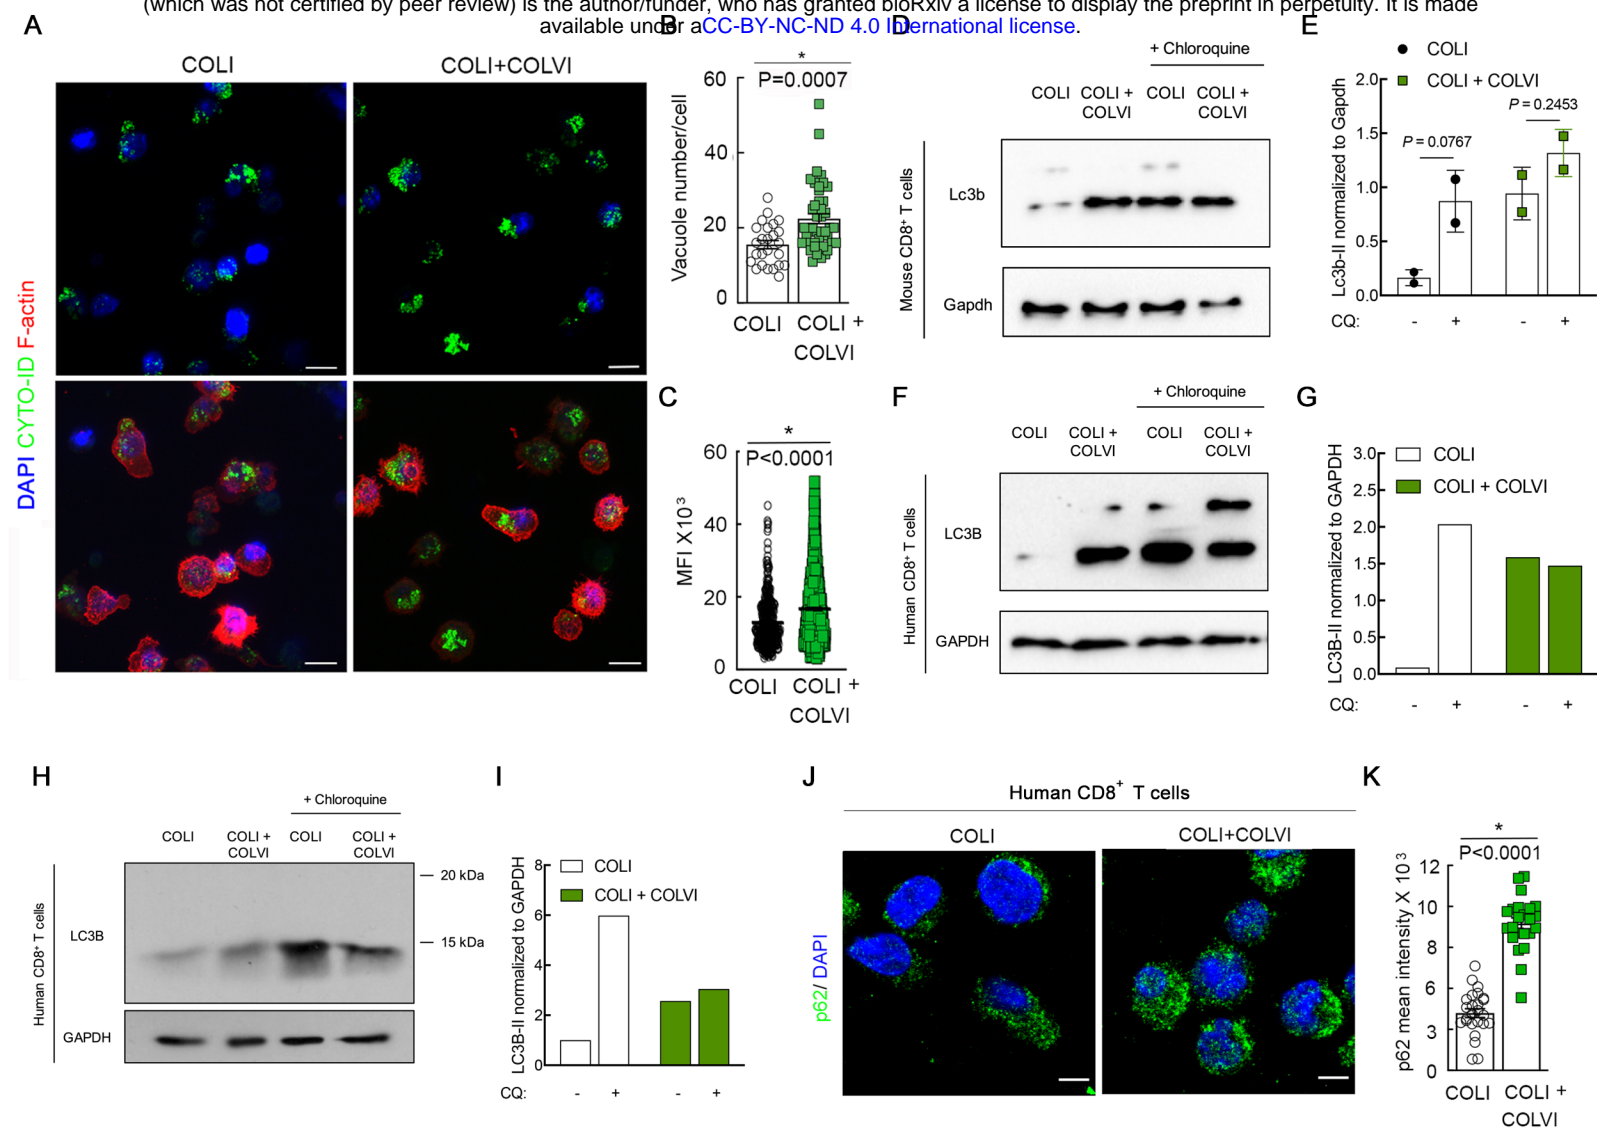 (which was not certified by peer review) is the author/funder, who has granted bioRxiv a license to display the preprint in perpetuity. It is made
available under aCC-BY-NC-ND 4.0 International license.
A
COLI
COLI+COLVI
DAPI CYTO-ID F-actin
B
*
P=0.0007
Vacuole number/cell
60
40
20
0
COLI
COLI +
COLVI
C
*
P<0.0001
MFI X10³
60
40
20
0
COLI
COLI +
COLVI
D
+ Chloroquine
COLI
COLI +
COLVI
COLI
COLI +
COLVI
Mouse CD8⁺ T cells
Lc3b
Gapdh
E
COLI
COLI + COLVI
Lc3b-II normalized to Gapdh
2.0
1.5
1.0
0.5
0.0
P = 0.0767
P = 0.2453
CQ: - + - +
F
+ Chloroquine
COLI
COLI +
COLVI
COLI
COLI +
COLVI
Human CD8⁺ T cells
LC3B
GAPDH
G
COLI
COLI + COLVI
LC3B-II normalized to GAPDH
3.0
2.5
2.0
1.5
1.0
0.5
0.0
CQ: - + - +
H
+ Chloroquine
COLI
COLI +
COLVI
COLI
COLI +
COLVI
Human CD8⁺ T cells
LC3B
GAPDH
20 kDa
15 kDa
I
COLI
COLI + COLVI
LC3B-II normalized to GAPDH
8
6
4
2
0
CQ: - + - +
J
Human CD8⁺ T cells
COLI
COLI+COLVI
p62/ DAPI
K
*
P<0.0001
p62 mean intensity X 10³
12
10
8
6
3
0
COLI
COLI +
COLVI